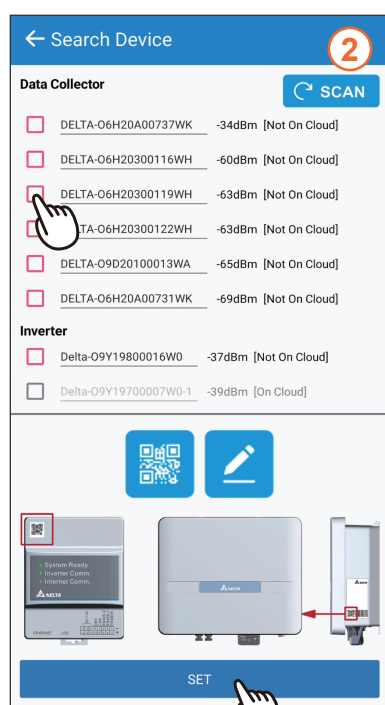 ← Search Device
2
Data Collector
SCAN
DELTA-O6H20A00737WK -34dBm [Not On Cloud]
DELTA-O6H20300116WH -60dBm [Not On Cloud]
DELTA-O6H20300119WH -63dBm [Not On Cloud]
TA-O6H20300122WH -63dBm [Not On Cloud]
DELTA-O9D20100013WA -65dBm [Not On Cloud]
DELTA-O6H20A00731WK -69dBm [Not On Cloud]
Inverter
Delta-O9Y19800016W0 -37dBm [Not On Cloud]
Delta-O9Y19700007W0-1 -39dBm [On Cloud]
System Ready
Inverter Comm.
Internet Comm.
DELTA
DELTA
ETHERNET
SET